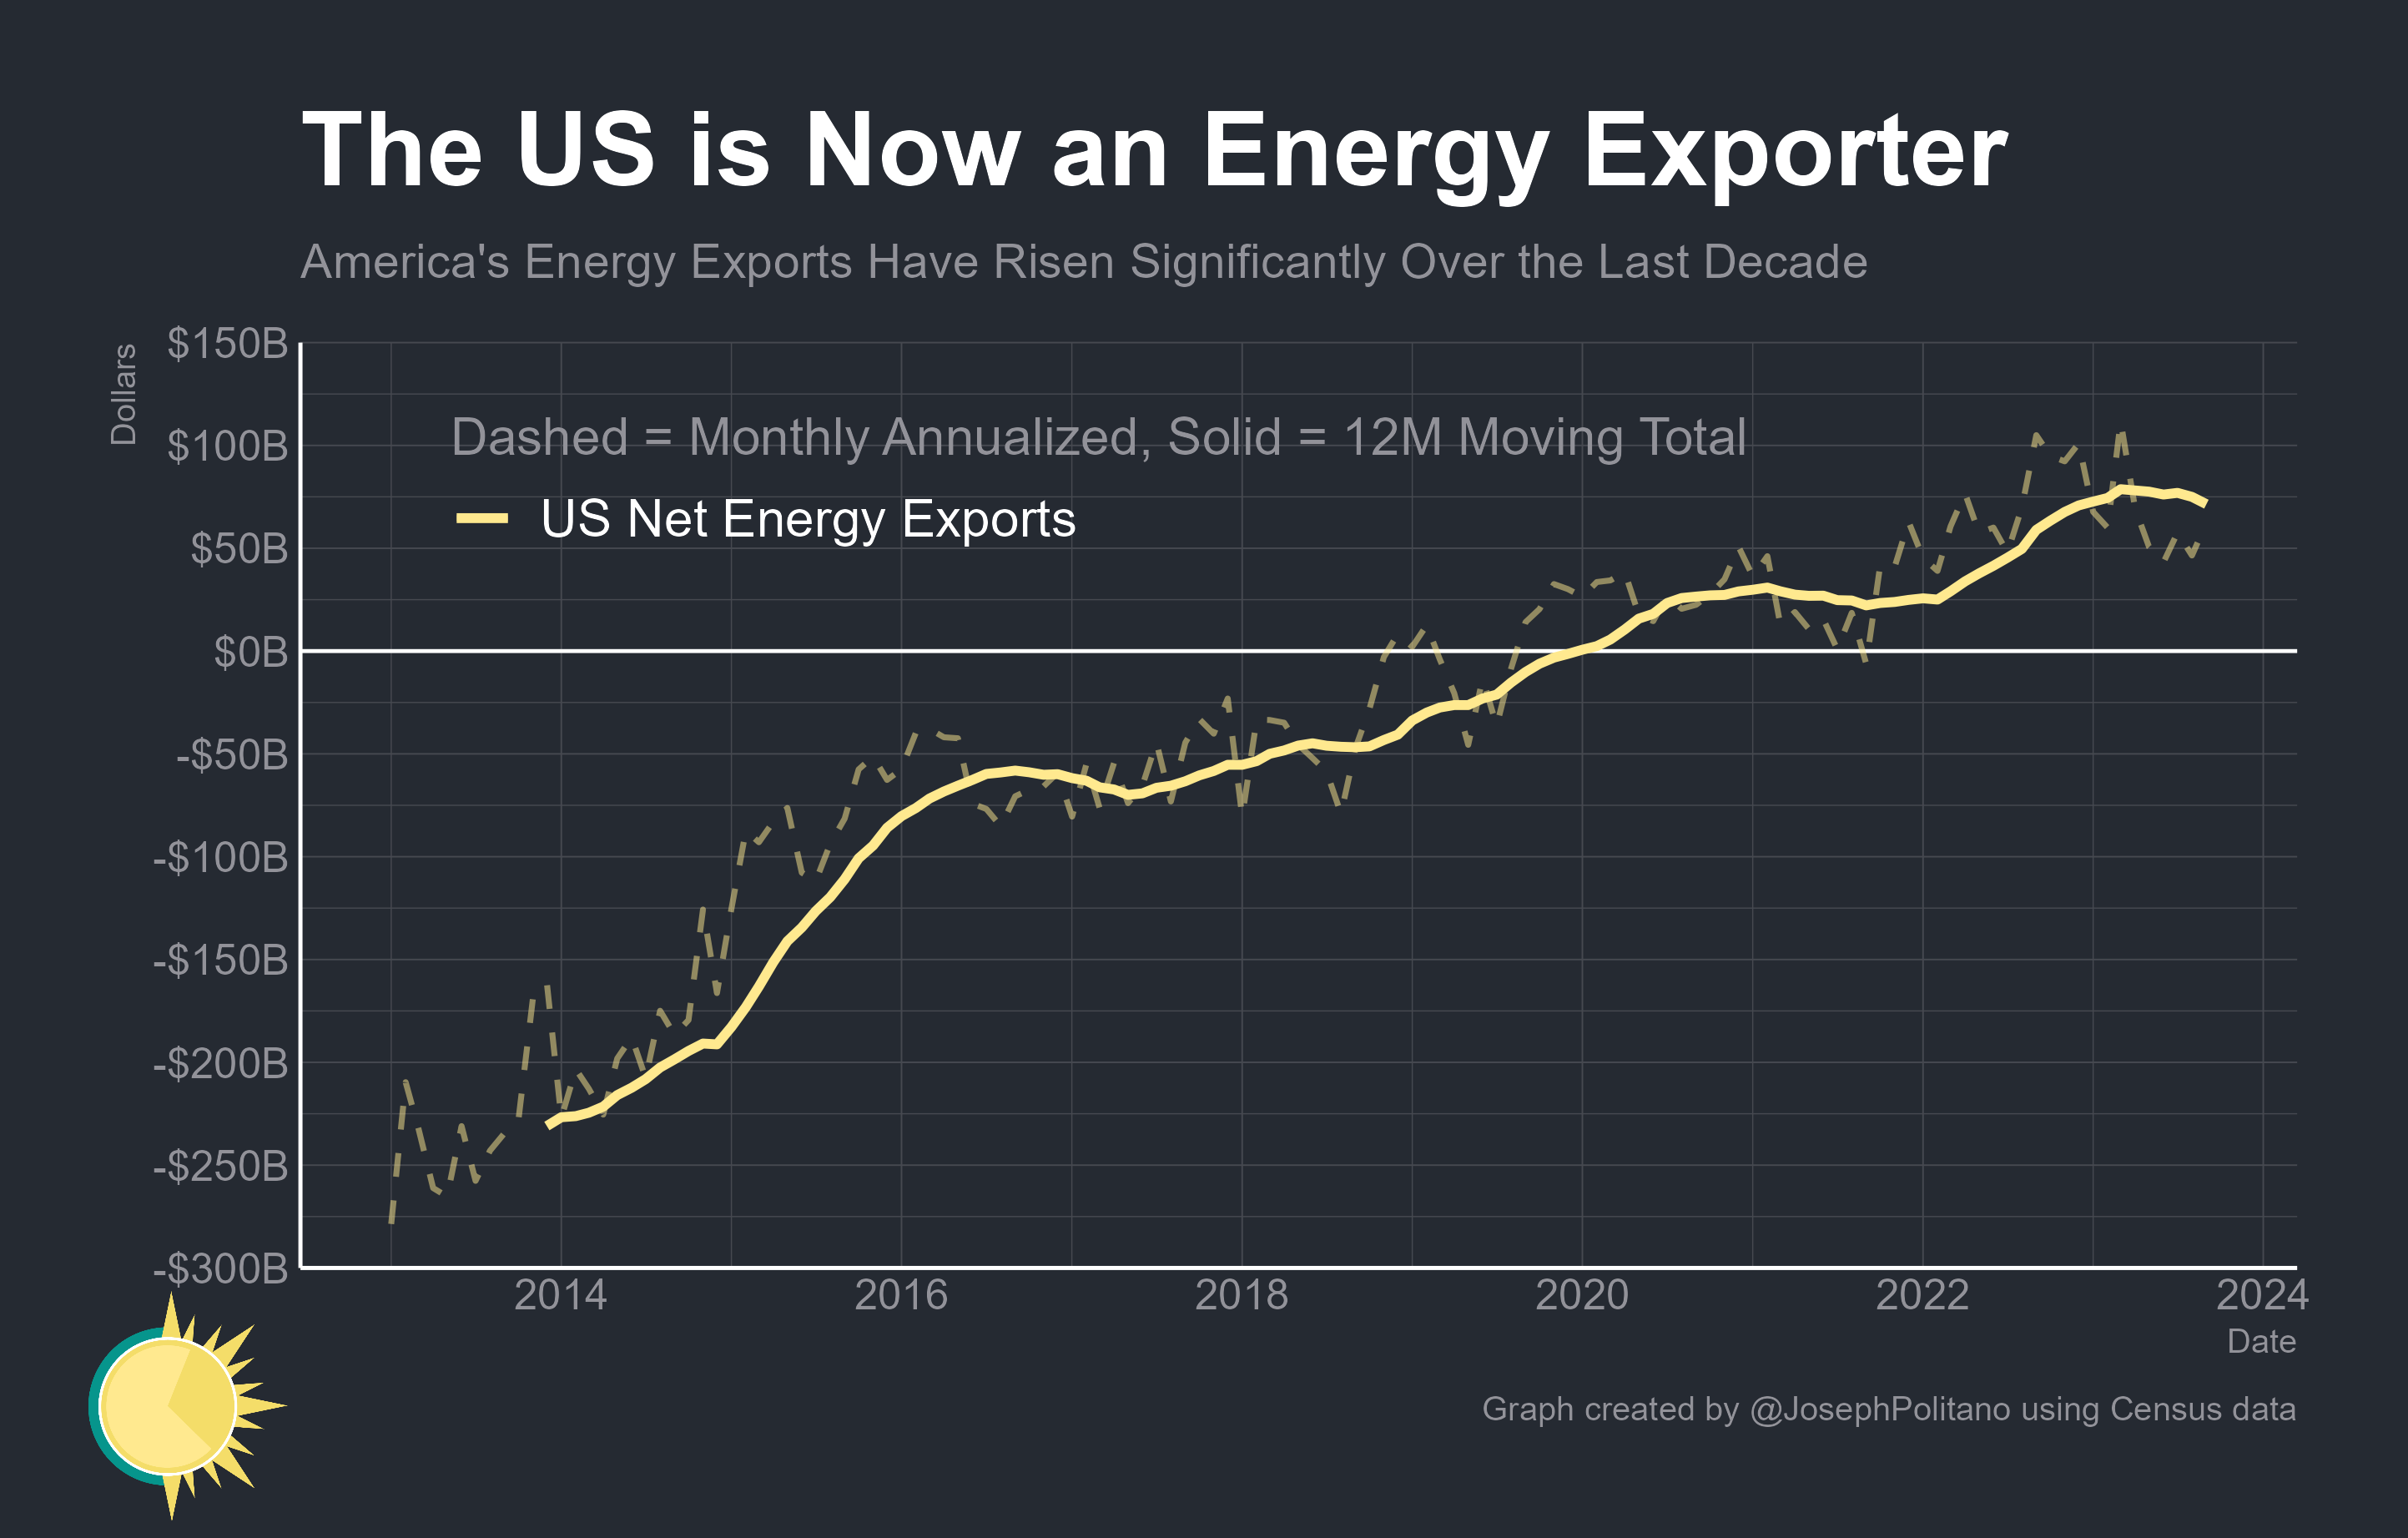 The US is Now an Energy Exporter
America's Energy Exports Have Risen Significantly Over the Last Decade
Dollars
$150B
$100B
$50B
$0B
-$50B
-$100B
-$150B
-$200B
-$250B
-$300B
Dashed = Monthly Annualized, Solid = 12M Moving Total
US Net Energy Exports
2014 2016 2018 2020 2022 2024
Date
Graph created by @JosephPolitano using Census data